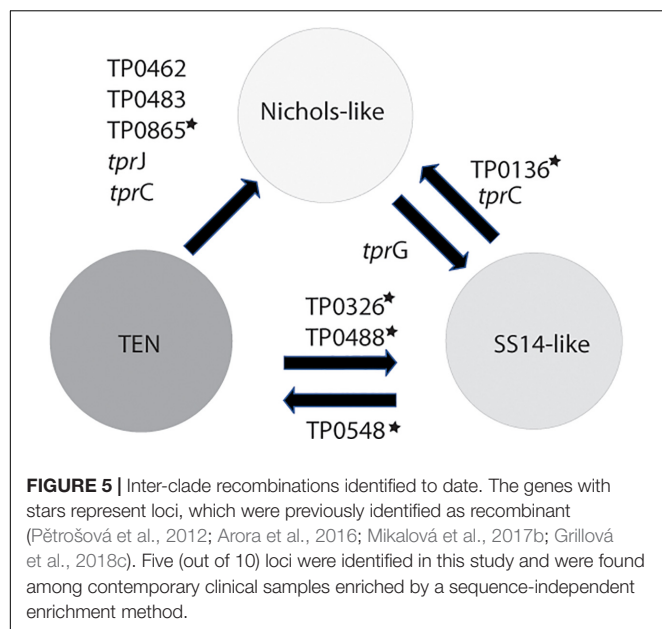 TP0462
TP0483
TP0865★
tprJ
tprC
Nichols-like
TP0136★
tprC
tprG
TEN
TP0326★
TP0488★
SS14-like
TP0548★
FIGURE 5 | Inter-clade recombinations identified to date. The genes with
stars represent loci, which were previously identified as recombinant
(Pětrošová et al., 2012; Arora et al., 2016; Mikalová et al., 2017b; Grillová
et al., 2018c). Five (out of 10) loci were identified in this study and were found
among contemporary clinical samples enriched by a sequence-independent
enrichment method.